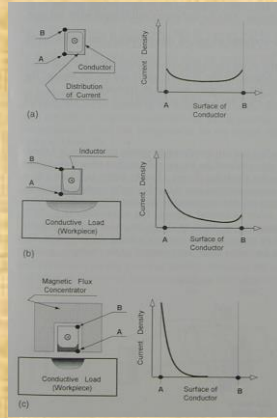 B
A
Conductor
Distribution
of Current
(a)
Current Density
A
Surface of
Conductor
B
Inductor
B
A
Conductive Load
(Workpiece)
(b)
Current Density
A
Surface of
Conductor
B
Magnetic Flux
Concentrator
B
A
Conductive Load
(Workpiece)
(c)
Current Density
A
Surface of
Conductor
B